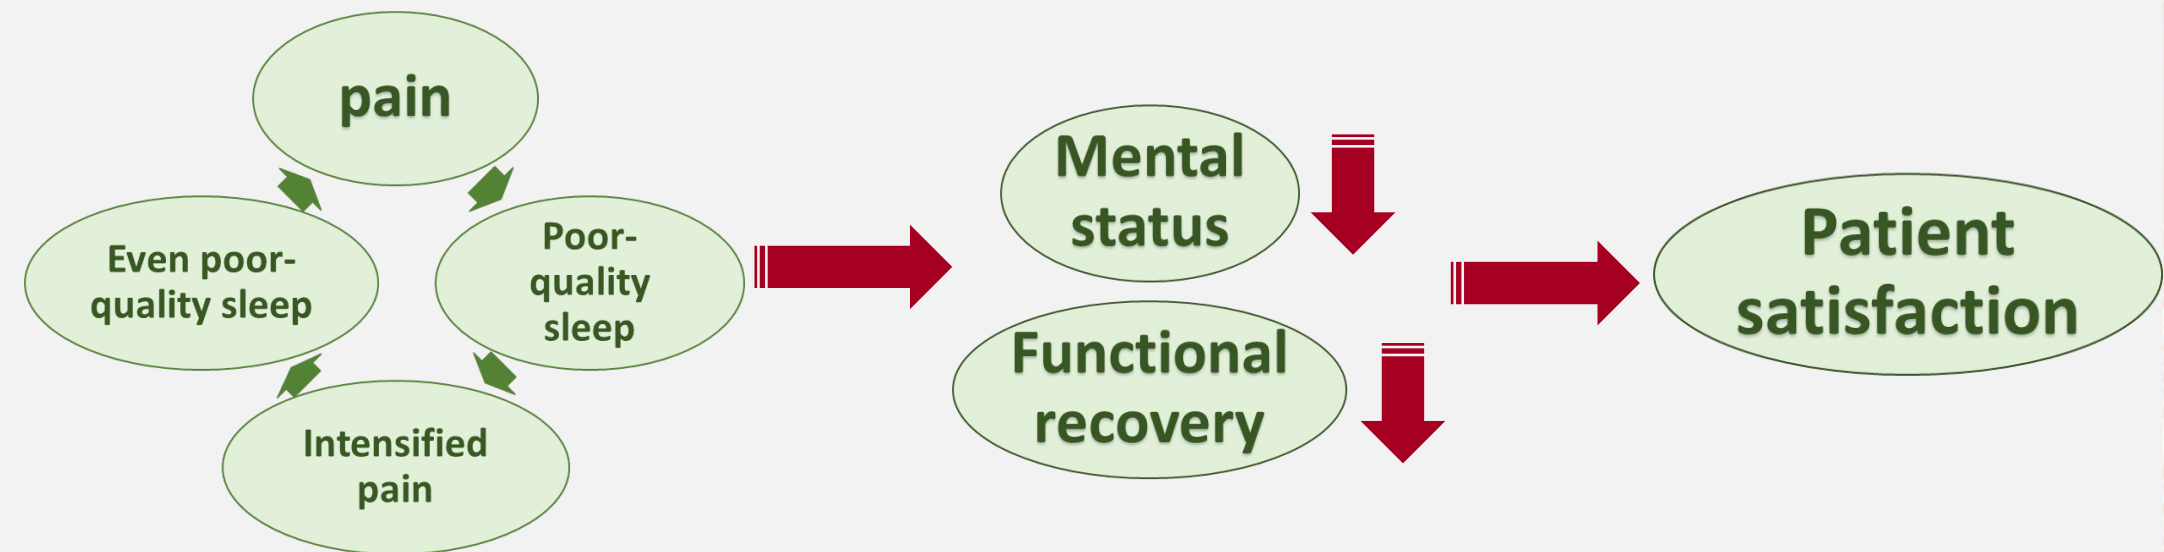 pain
Even poor-
quality sleep
Poor-
quality
sleep
Intensified
pain
Mental
status
Functional
recovery
Patient
satisfaction